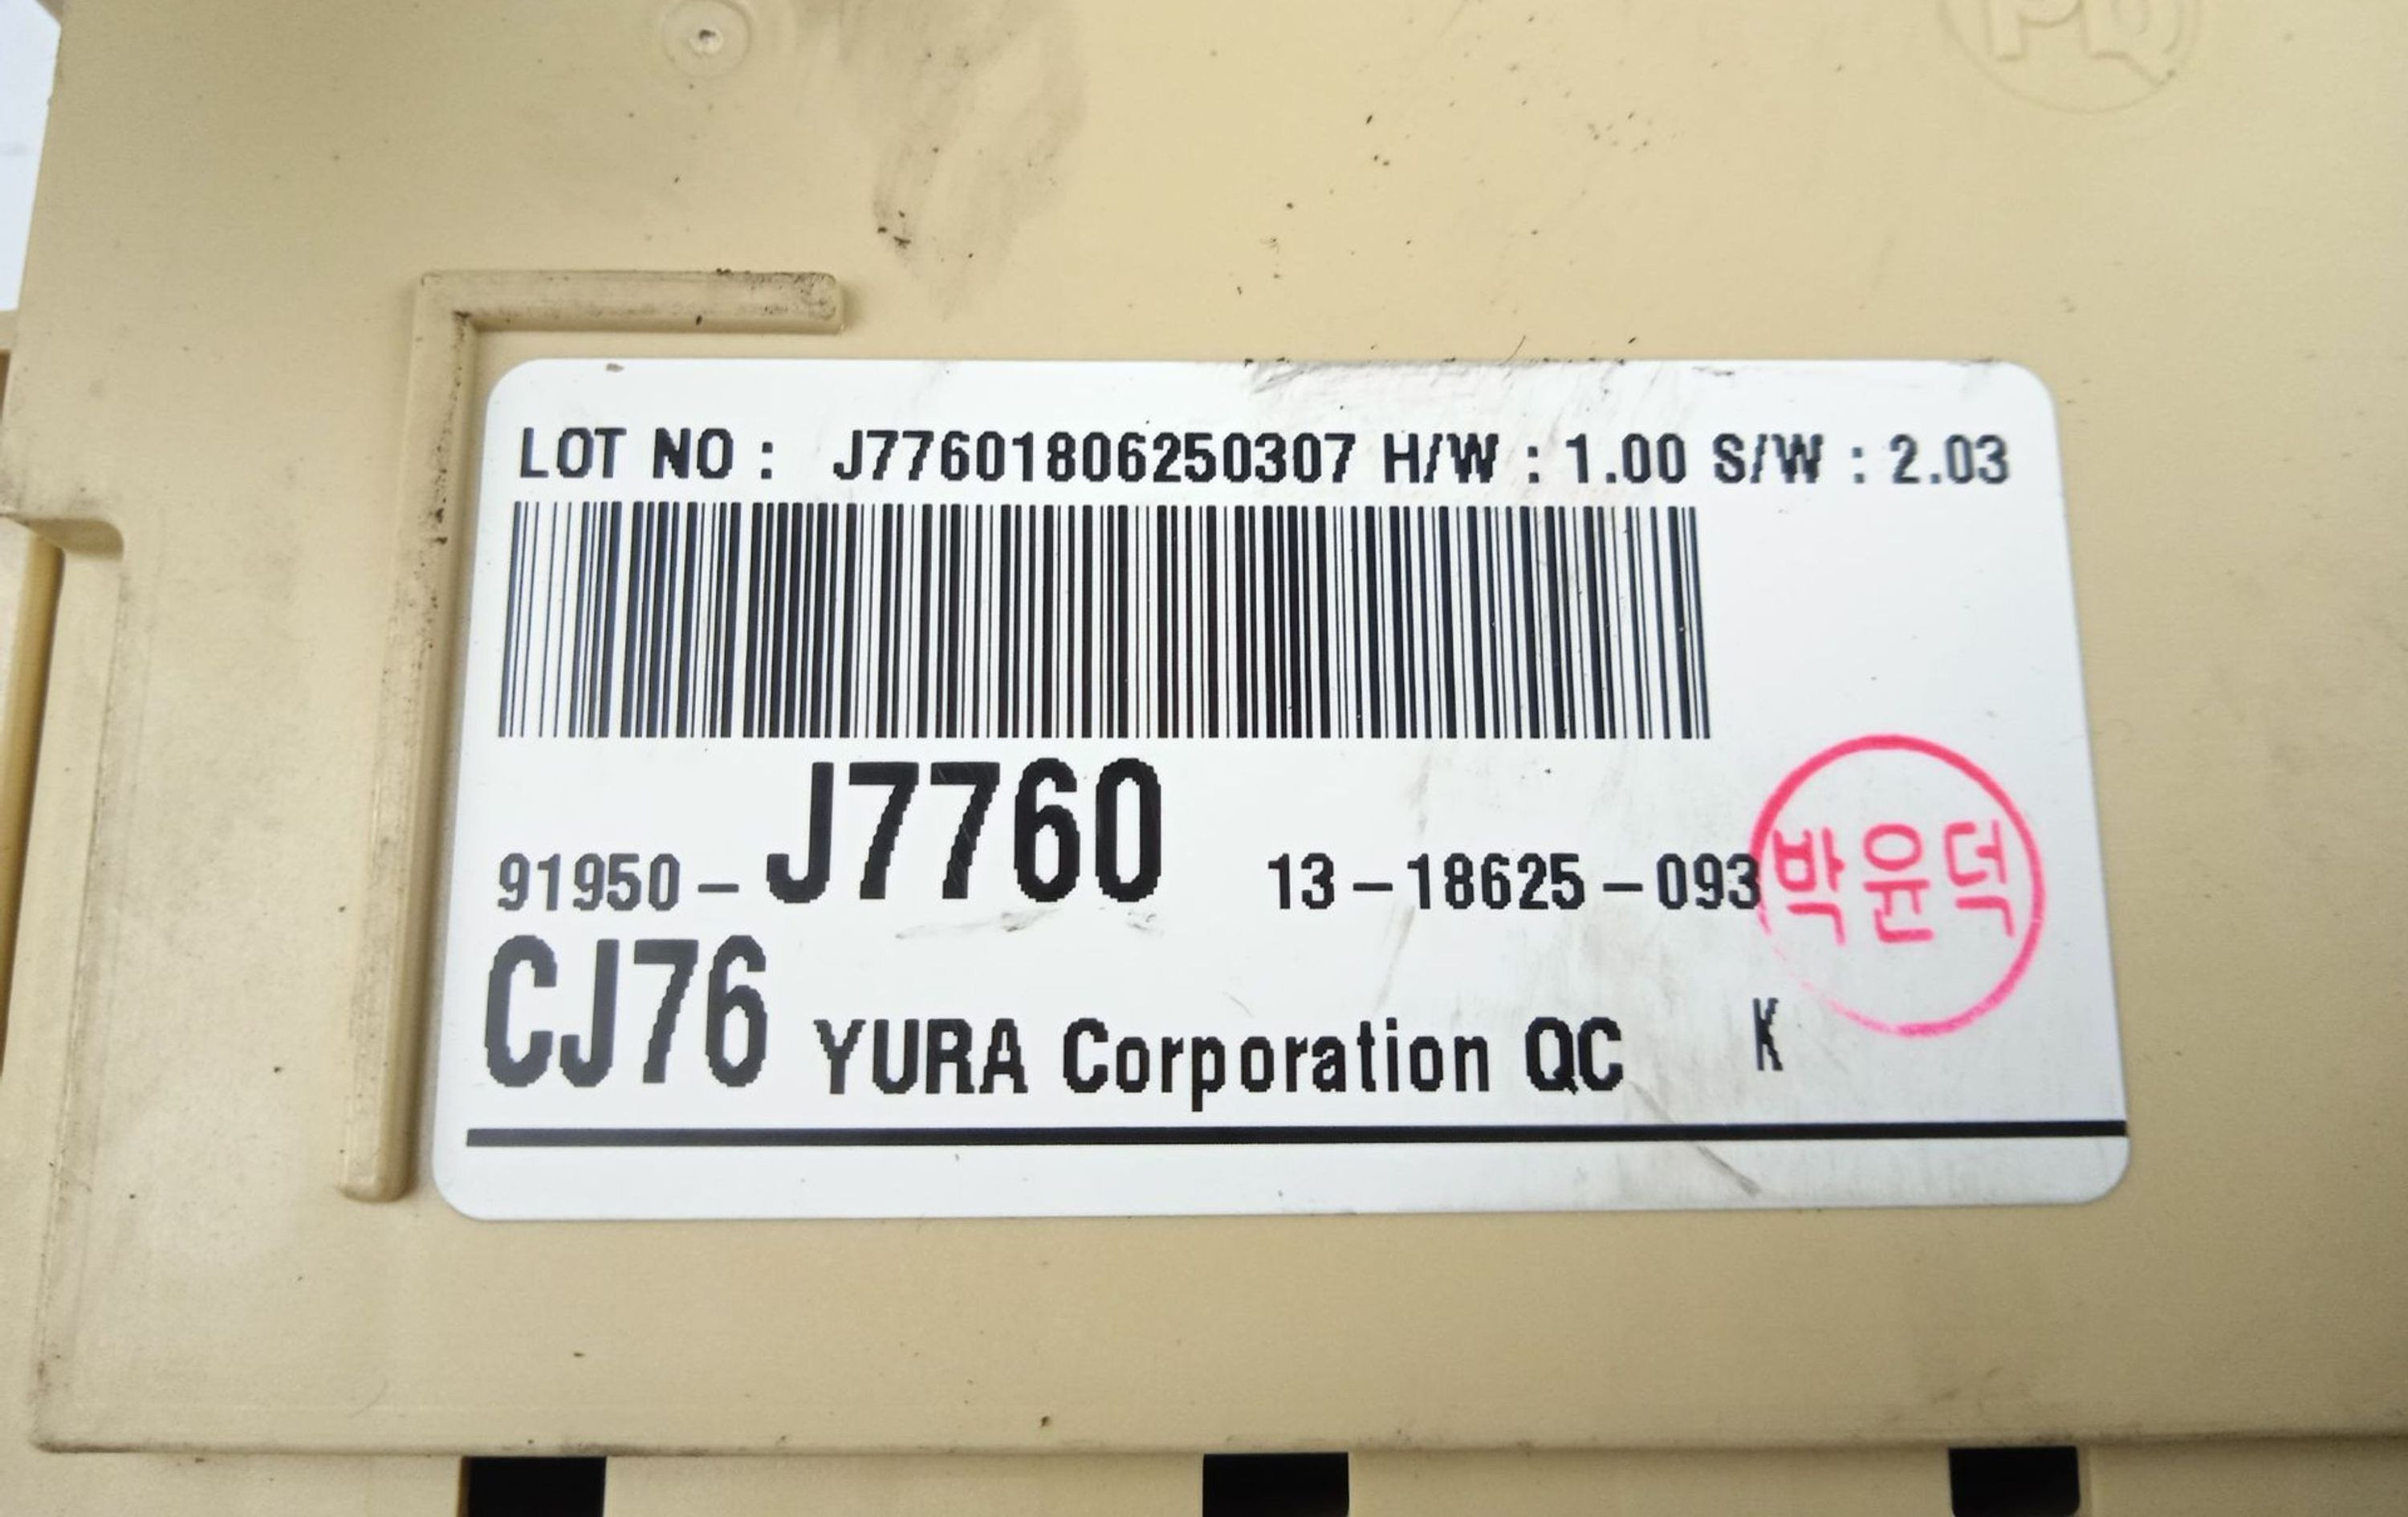 LOT NO : J77601806250307 H/W : 1.00 S/W : 2.03
91950-J7760 13-18625-093
박윤덕
CJ76 YURA Corporation QC K